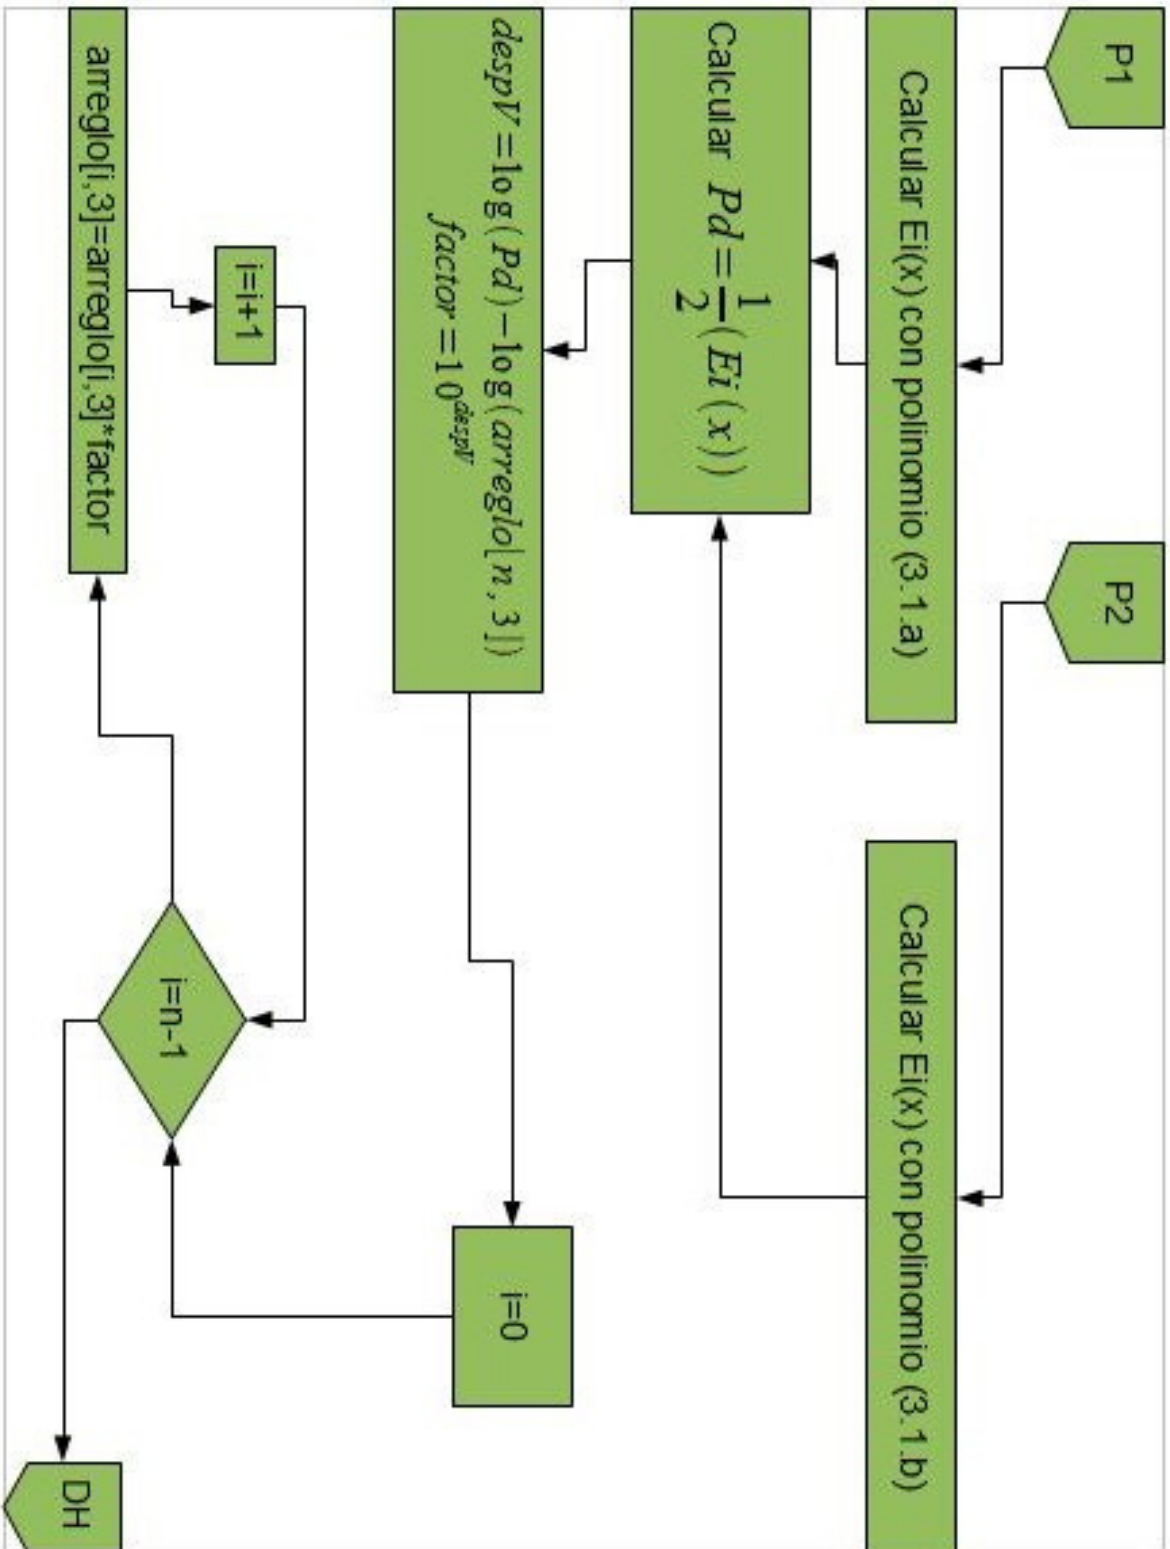 P1
P2
Calcular Ei(x) con polinomio (3.1.a)
Calcular Ei(x) con polinomio (3.1.b)
Calcular Pd=1/2(Ei(x))
despV=log(Pd)-log(arreglo[n,3])
factor=10^despV
i=0
i=i+1
i=n-1
arreglo[i,3]=arreglo[i,3]*factor
DH